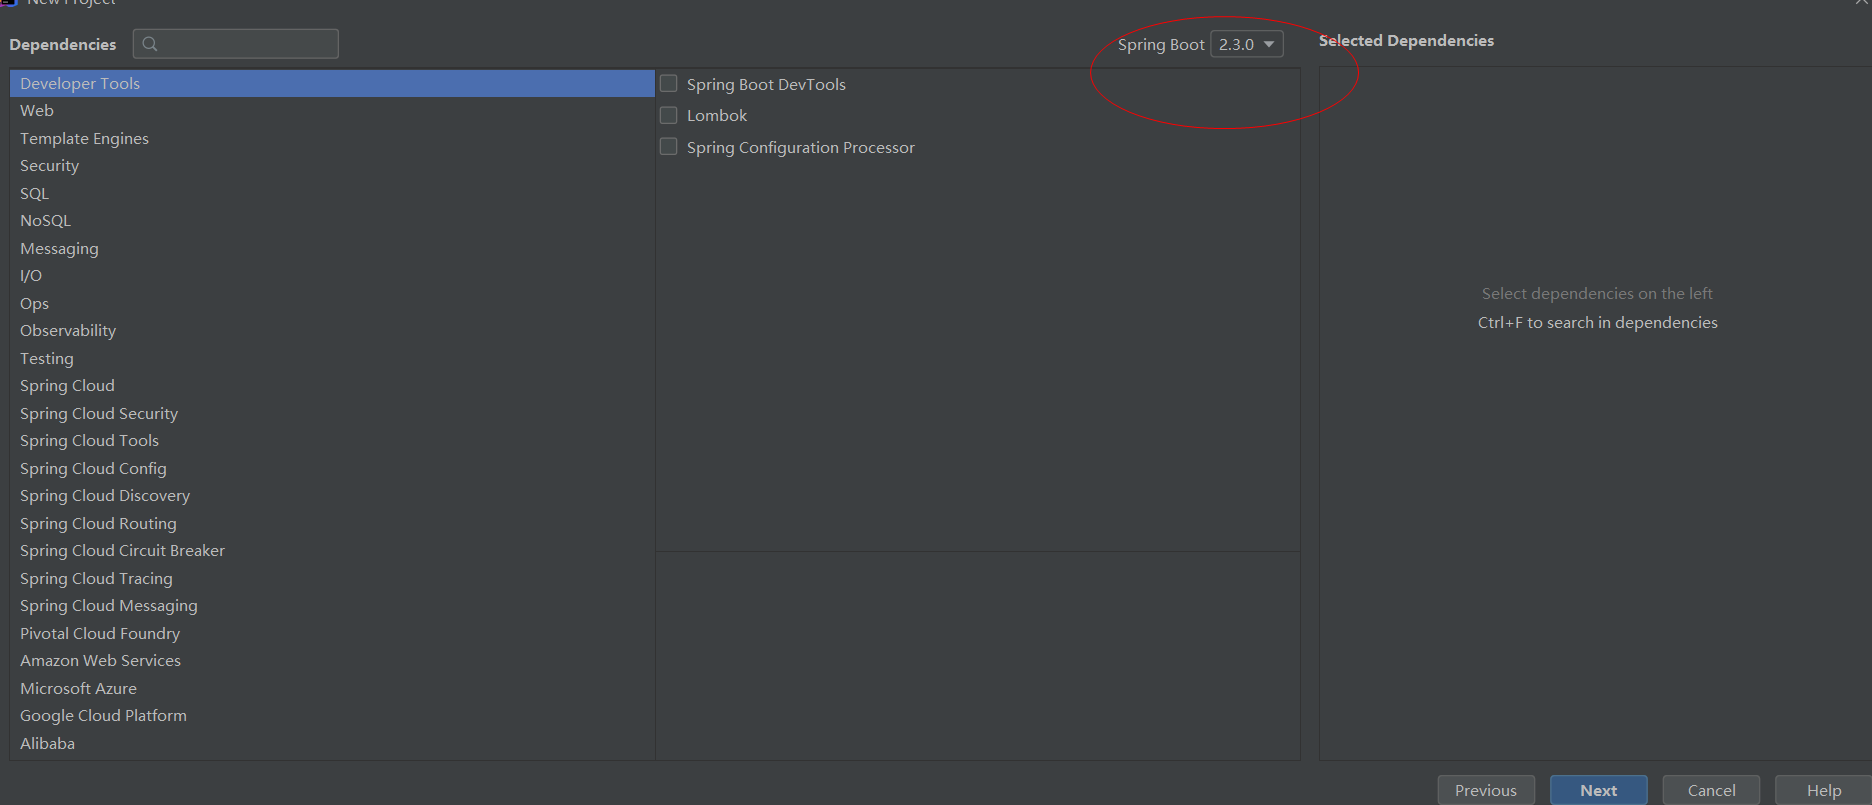 New Project
Dependencies
Spring Boot 2.3.0
Selected Dependencies
Developer Tools
Web
Template Engines
Security
SQL
NoSQL
Messaging
I/O
Ops
Observability
Testing
Spring Cloud
Spring Cloud Security
Spring Cloud Tools
Spring Cloud Config
Spring Cloud Discovery
Spring Cloud Routing
Spring Cloud Circuit Breaker
Spring Cloud Tracing
Spring Cloud Messaging
Pivotal Cloud Foundry
Amazon Web Services
Microsoft Azure
Google Cloud Platform
Alibaba
Spring Boot DevTools
Lombok
Spring Configuration Processor
Select dependencies on the left
Ctrl+F to search in dependencies
Previous
Next
Cancel
Help